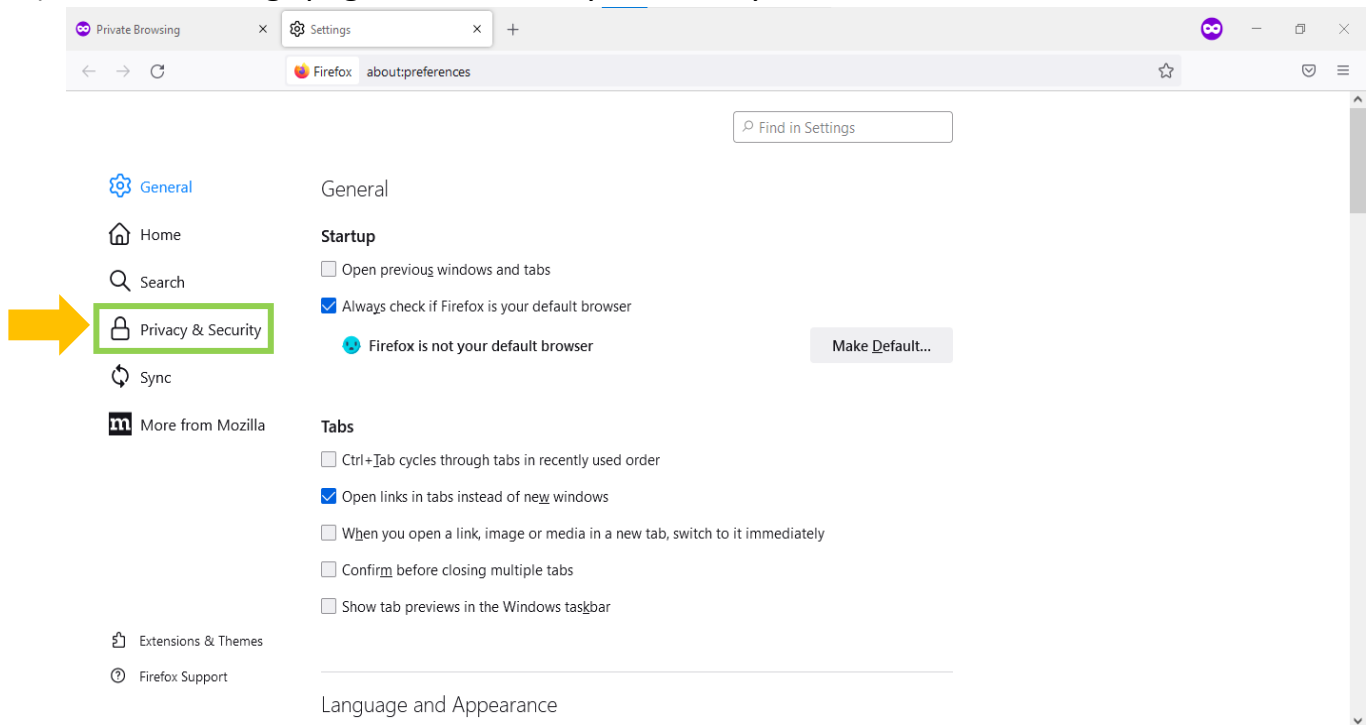 Private Browsing
Settings
Firefox about:preferences
Find in Settings
General
Home
Search
Privacy & Security
Sync
m More from Mozilla
Extensions & Themes
Firefox Support
General
Startup
Open previous windows and tabs
Always check if Firefox is your default browser
Firefox is not your default browser Make Default...
Tabs
Ctrl+Tab cycles through tabs in recently used order
Open links in tabs instead of new windows
When you open a link, image or media in a new tab, switch to it immediately
Confirm before closing multiple tabs
Show tab previews in the Windows taskbar
Language and Appearance